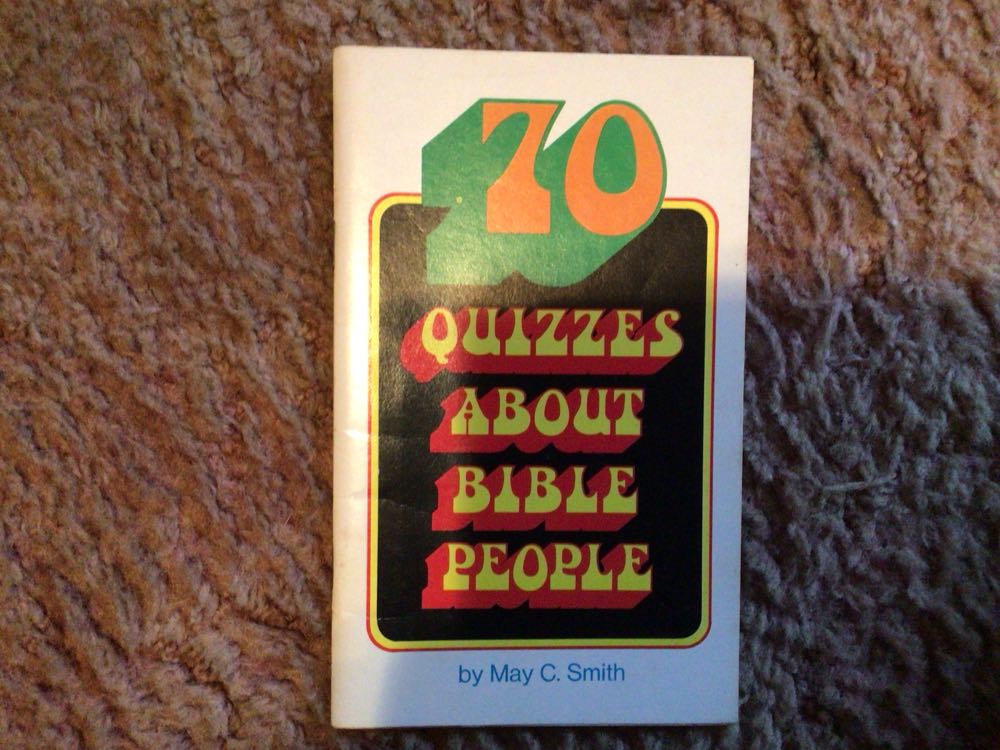 70
QUIZZES
ABOUT
BIBLE
PEOPLE
by May C. Smith